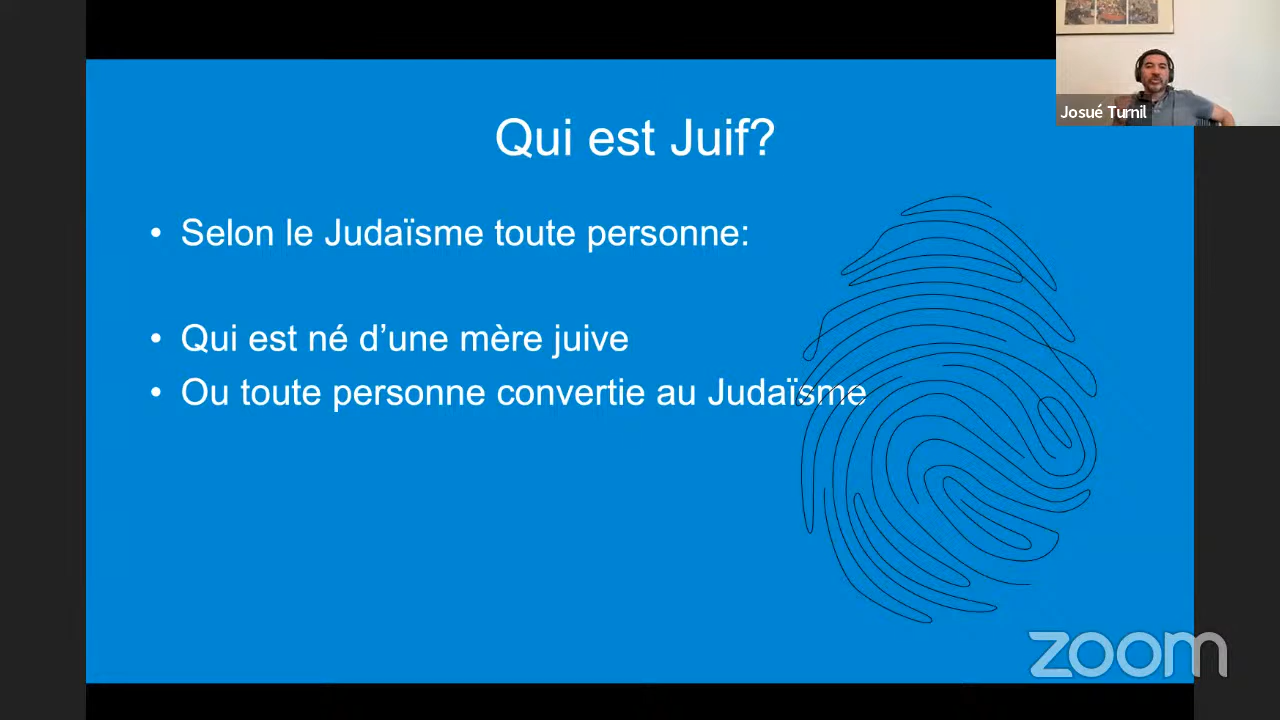 Josué Turnil
Qui est Juif?
• Selon le Judaïsme toute personne:
• Qui est né d’une mère juive
• Ou toute personne convertie au Judaïsme
zoom